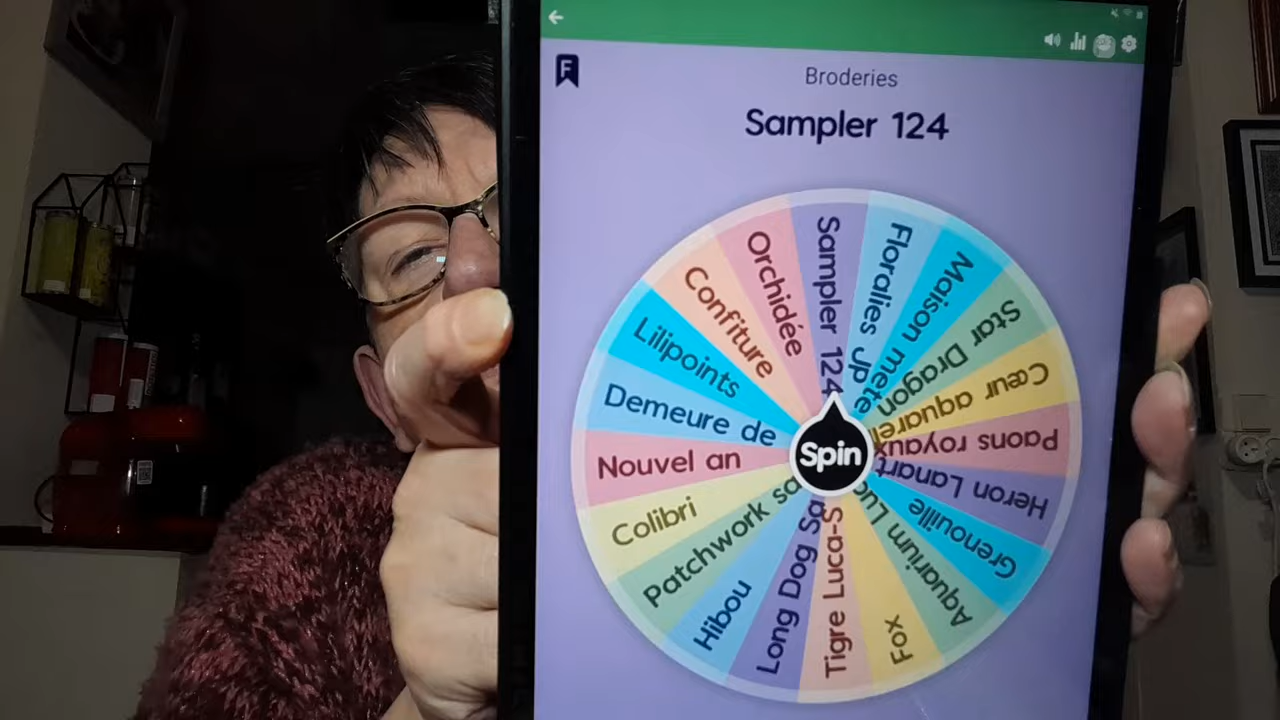 F
Broderies
Sampler 124
Sampler 124
Floralies Jp
Maison mete
Star Dragon
Cœur aquarel
Paons royaux
Heron Lanart
Grenouille
Aquarium Luc
Fox
Tigre Luca-S
Long Dog Sa
Hibou
Patchwork sa
Colibri
Nouvel an
Demeure de
Lilipoints
Confiture
Orchidée
Spin